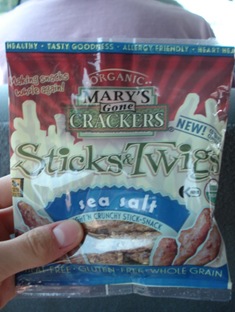 HEALTHY · TASTY GOODNESS · ALLERGY FRIENDLY · HEART HEA
Making snacks
whole again!
ORGANIC
MARY'S
Gone
CRACKERS
NEW!
Sticks & Twigs
sea salt
CRUNCHY STICK-SNACK
EAT-FREE · GLUTEN-FREE · WHOLE GRAIN